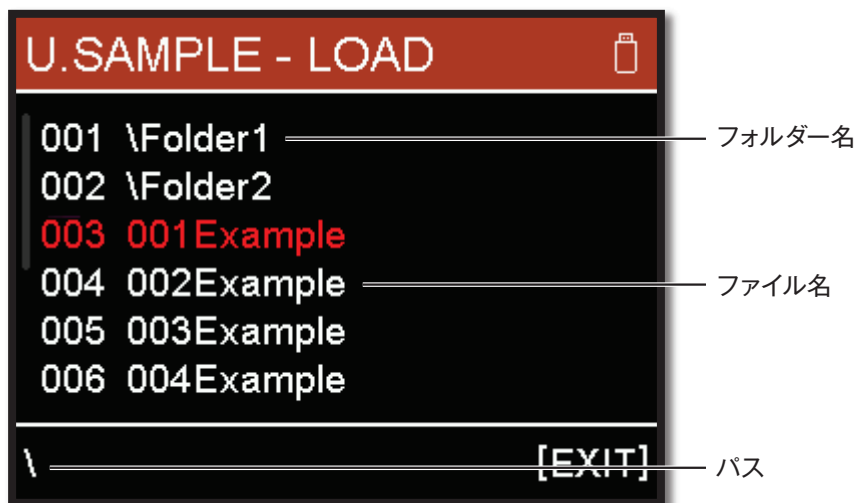 U.SAMPLE - LOAD
001 \Folder1
フォルダー名
002 \Folder2
003 001Example
004 002Example
ファイル名
005 003Example
006 004Example
\ [EXIT]
パス